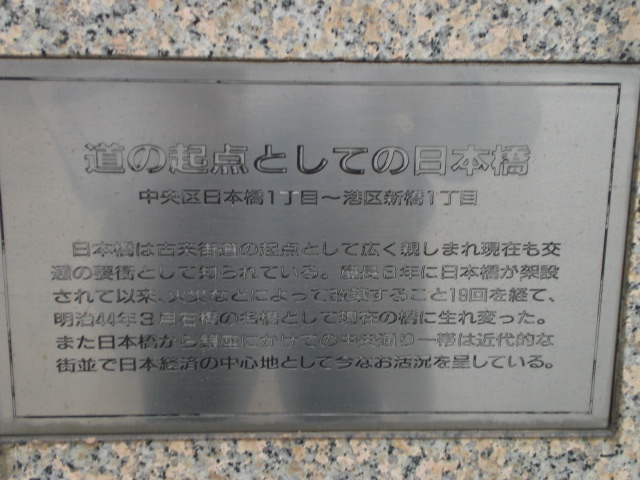 道の起点としての日本橋
中央区日本橋1丁目～港区新橋1丁目
日本橋は古来街道の起点として広く親しまれ現在も交
通の要衝として知られている。慶長8年に日本橋が架設
されて以来、火災などによって改築すること19回を経て、
明治44年3月石橋の名橋として現在の橋に生れ変った。
また日本橋から銀座にかけての中央通り一帯は近代的な
街並で日本経済の中心地として今なお活況を呈している。